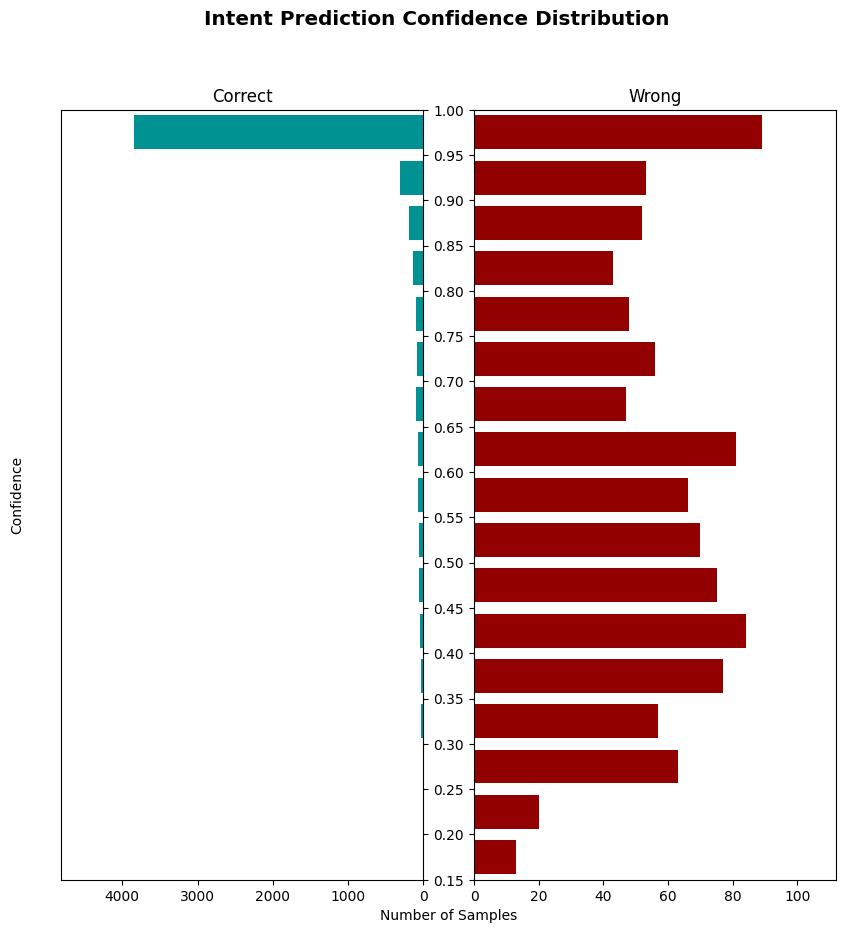 Intent Prediction Confidence Distribution
Correct
Wrong
Confidence
1.00
0.95
0.90
0.85
0.80
0.75
0.70
0.65
0.60
0.55
0.50
0.45
0.40
0.35
0.30
0.25
0.20
0.15
4000 3000 2000 1000 0
0 20 40 60 80 100
Number of Samples